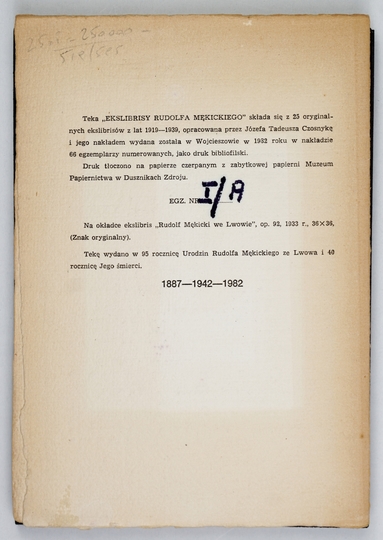 Teka „EKSLIBRISY RUDOLFA MĘKICKIEGO" składa się z 25 oryginal-
nych ekslibrisów z lat 1919—1939, opracowana przez Józefa Tadeusza Czosnykę
i jego nakładem wydana została w Wojcieszowie w 1982 roku w nakładzie
66 egzemplarzy numerowanych, jako druk bibliofilski.
Druk tłoczono na papierze czerpanym z zabytkowej papierni Muzeum
Papiernictwa w Dusznikach Zdroju.
EGZ. NR I/A
Na okładce ekslibris „Rudolf Mękicki we Lwowie", op. 92, 1933 r., 36×36,
(Znak oryginalny).
Tekę wydano w 95 rocznicę Urodzin Rudolfa Mękickiego ze Lwowa i 40
rocznicę Jego śmierci.
1887—1942—1982